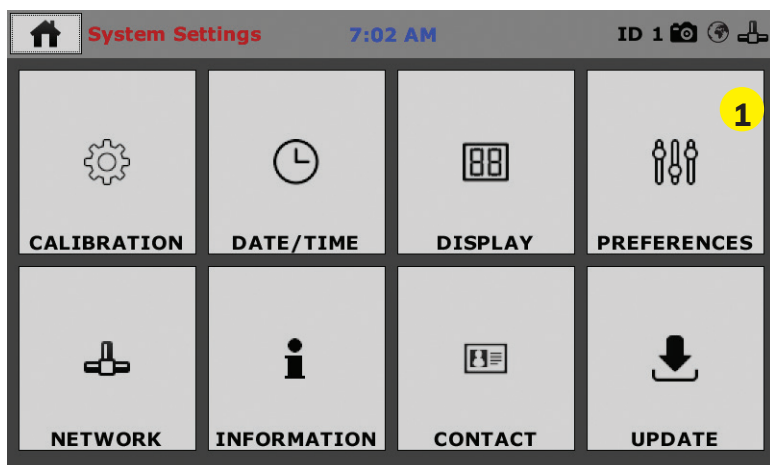 System Settings 7:02 AM ID 1
1
CALIBRATION DATE/TIME DISPLAY PREFERENCES
NETWORK INFORMATION CONTACT UPDATE